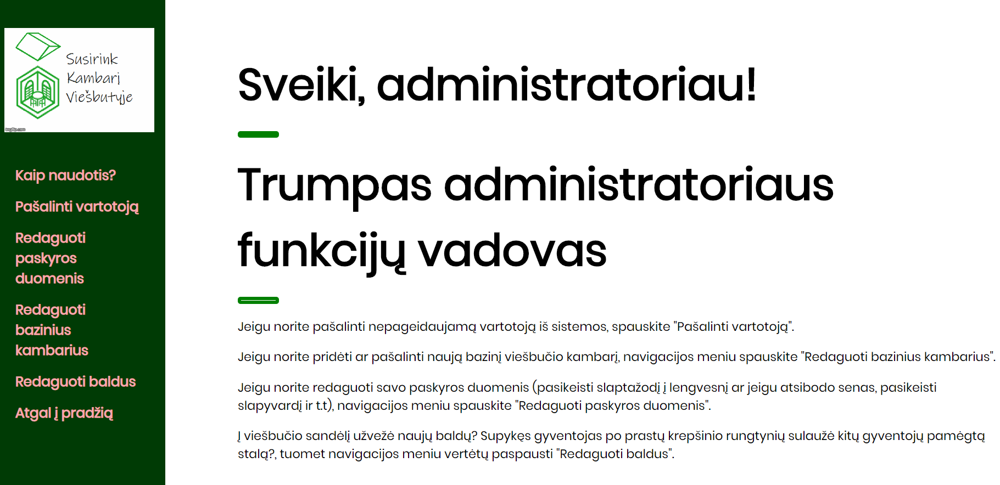 Susirink
Kambarį
Viešbutyje
imgflip.com
Kaip naudotis?
Pašalinti vartotoją
Redaguoti
paskyros
duomenis
Redaguoti
bazinius
kambarius
Redaguoti baldus
Atgal į pradžią
Sveiki, administratoriau!
Trumpas administratoriaus
funkcijų vadovas
Jeigu norite pašalinti nepageidaujamą vartotoją iš sistemos, spauskite "Pašalinti vartotoją".
Jeigu norite pridėti ar pašalinti naują bazinį viešbučio kambarį, navigacijos meniu spauskite "Redaguoti bazinius kambarius".
Jeigu norite redaguoti savo paskyros duomenis (pasikeisti slaptažodį į lengvesnį ar jeigu atsibodo senas, pasikeisti
slapyvardį ir t.t), navigacijos meniu spauskite "Redaguoti paskyros duomenis".
Į viešbučio sandėlį užvežė naujų baldų? Supykęs gyventojas po prastų krepšinio rungtynių sulaužė kitų gyventojų pamėgtą
stalą?, tuomet navigacijos meniu vertėtų paspausti "Redaguoti baldus".